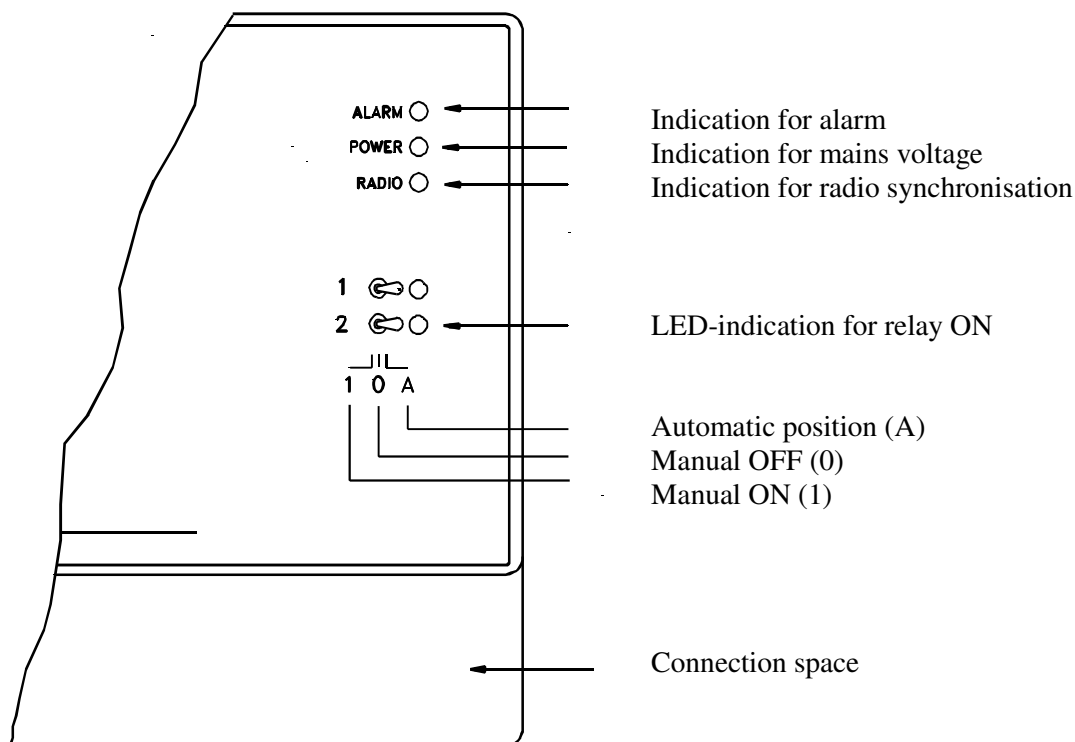 ALARM
POWER
RADIO
Indication for alarm
Indication for mains voltage
Indication for radio synchronisation
1
2
LED-indication for relay ON
1 0 A
Automatic position (A)
Manual OFF (0)
Manual ON (1)
Connection space